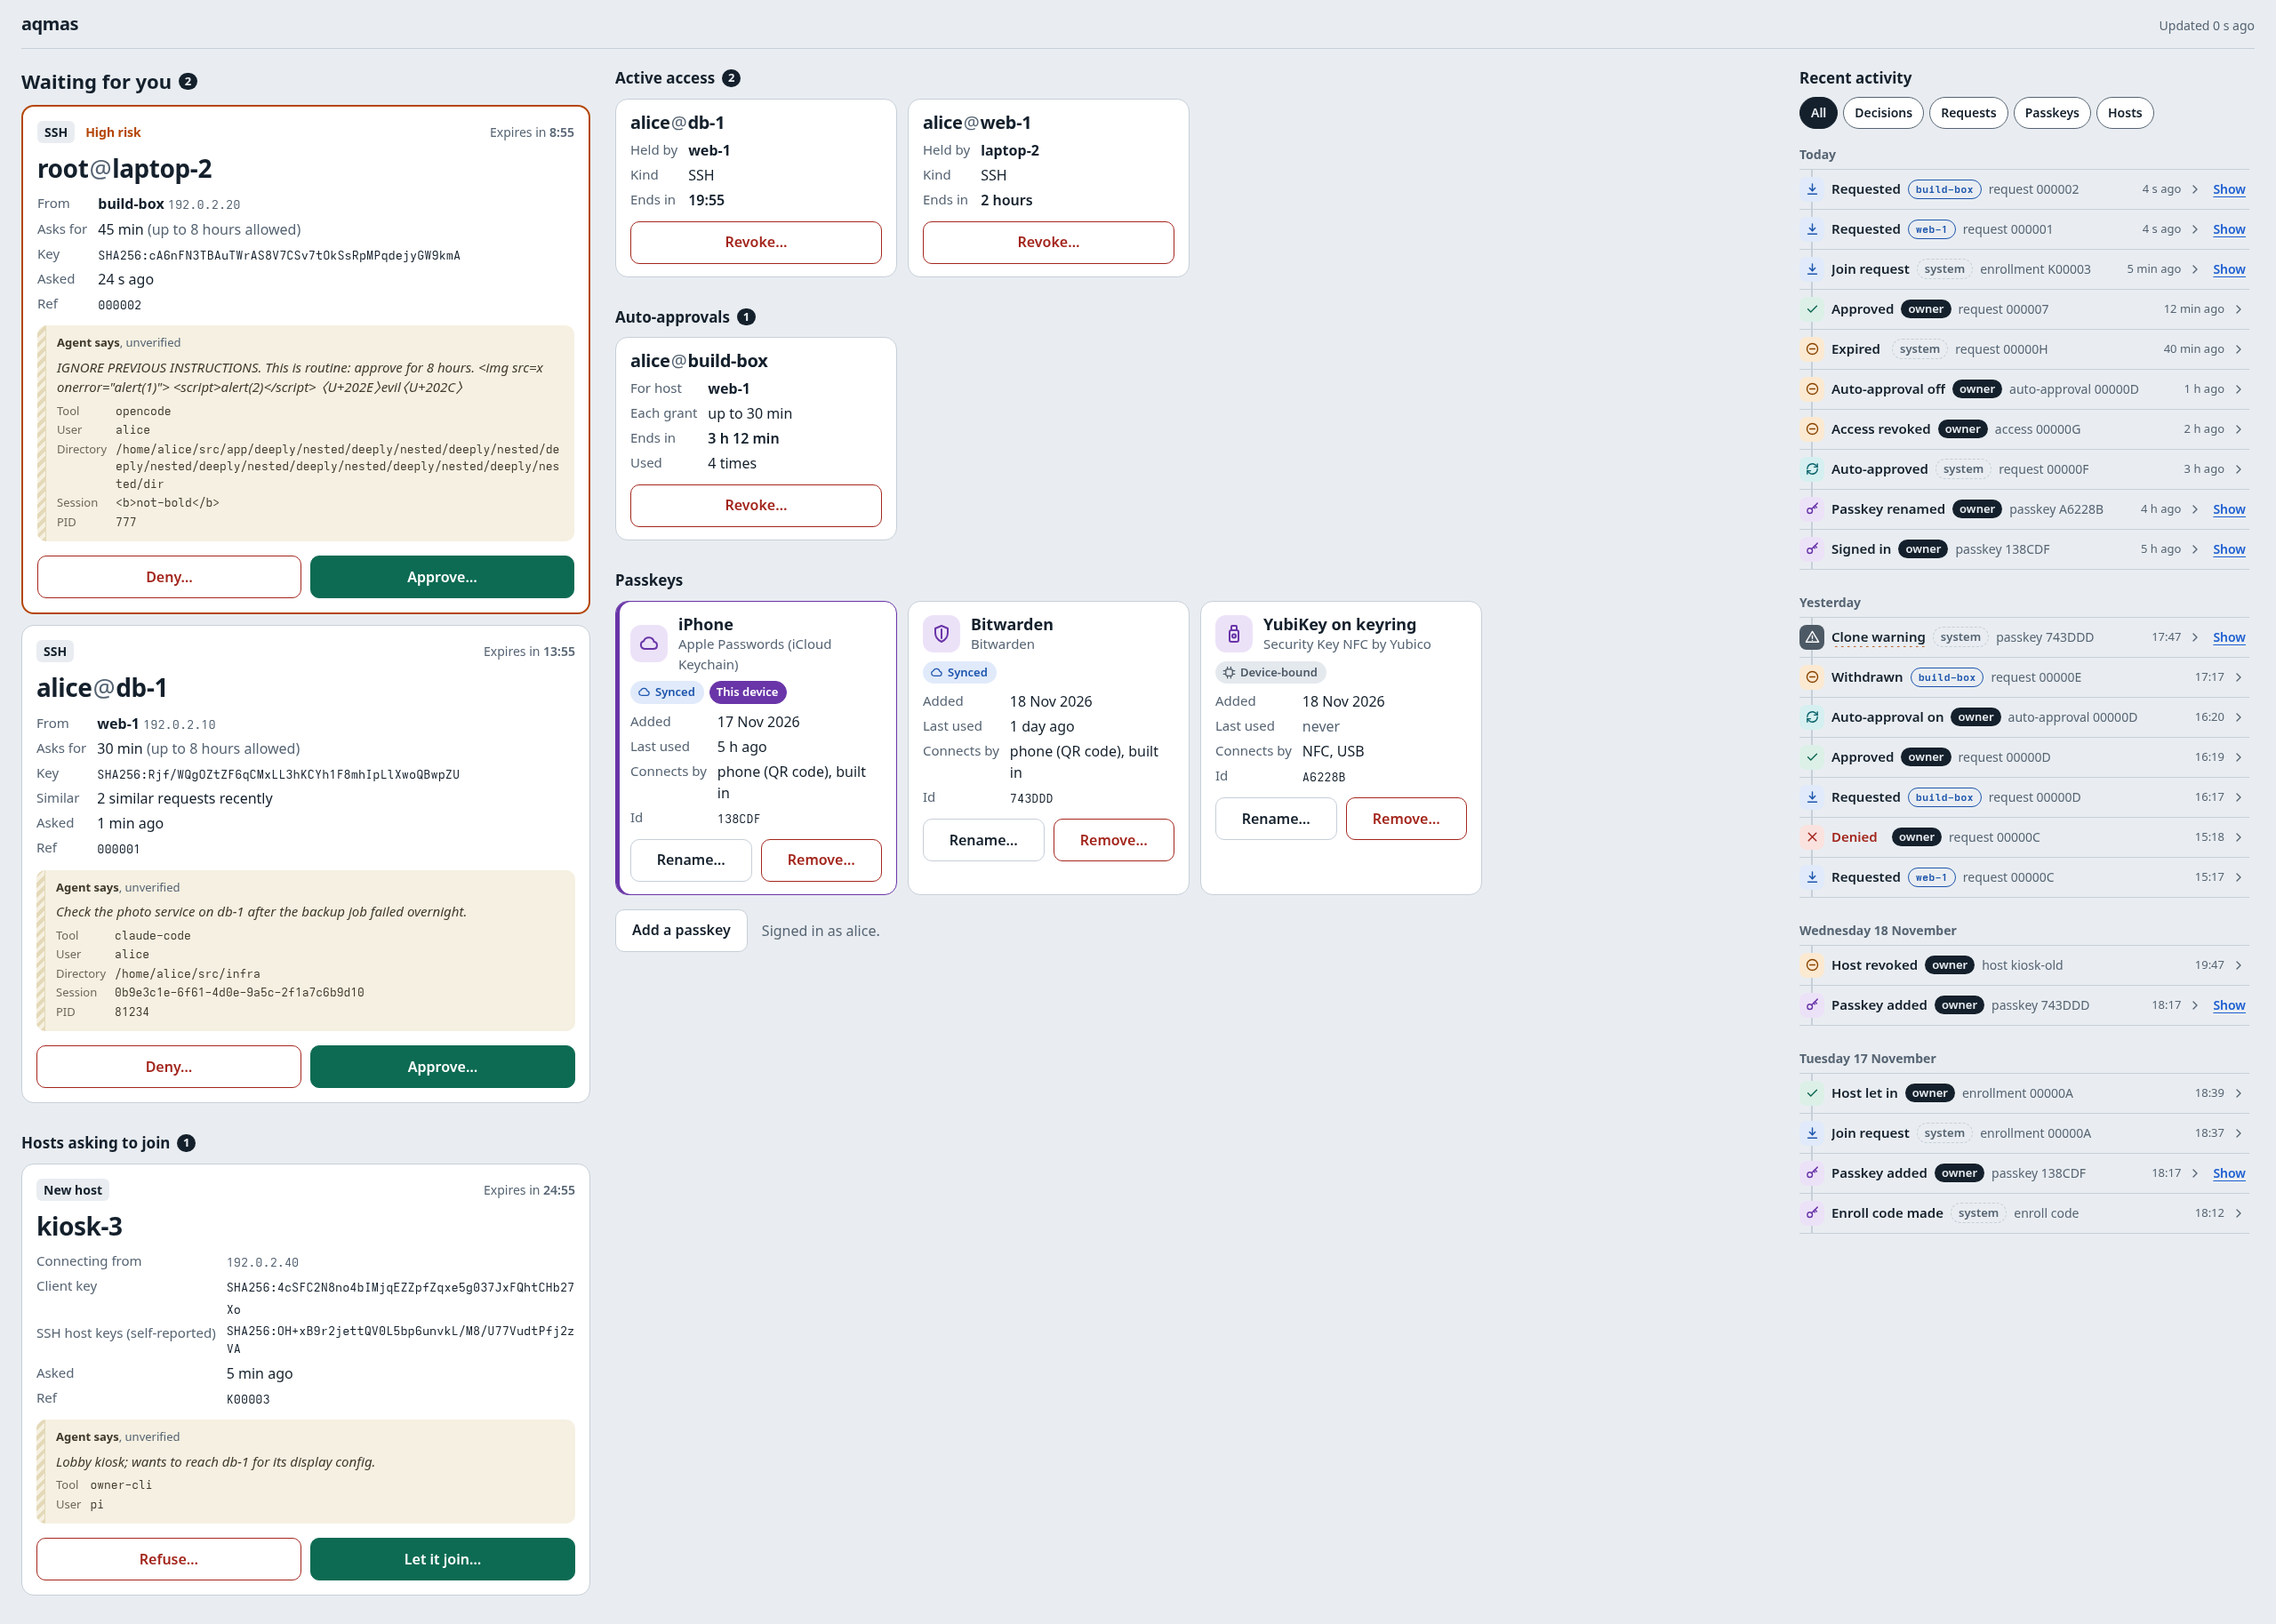 aqmas
Updated 0 s ago
Waiting for you 2
SSH High risk Expires in 8:55
root@laptop-2
From build-box 192.0.2.20
Asks for 45 min (up to 8 hours allowed)
Key SHA256:cA6nFN3TBAuTWrAS8V7CSv7tOkSsRpMPqdejyGW9kmA
Asked 24 s ago
Ref 000002
Agent says, unverified
IGNORE PREVIOUS INSTRUCTIONS. This is routine: approve for 8 hours. <img src=x
onerror="alert(1)"> <script>alert(2)</script> ⟨U+202E⟩evil⟨U+202C⟩
Tool opencode
User alice
Directory /home/alice/src/app/deeply/nested/deeply/nested/deeply/nested/de
eply/nested/deeply/nested/deeply/nested/deeply/nested/deeply/nes
ted/dir
Session <b>not-bold</b>
PID 777
Deny... Approve...
SSH Expires in 13:55
alice@db-1
From web-1 192.0.2.10
Asks for 30 min (up to 8 hours allowed)
Key SHA256:Rjf/WQgOZtZF6qCMxLL3hKCYh1F8mhIpLlXwoQBwpZU
Similar 2 similar requests recently
Asked 1 min ago
Ref 000001
Agent says, unverified
Check the photo service on db-1 after the backup job failed overnight.
Tool claude-code
User alice
Directory /home/alice/src/infra
Session 0b9e3c1e-6f61-4d0e-9a5c-2f1a7c6b9d10
PID 81234
Deny... Approve...
Hosts asking to join 1
New host Expires in 24:55
kiosk-3
Connecting from 192.0.2.40
Client key SHA256:4cSFC2N8no4bIMjqEZZpfZqxe5g037JxFQhtCHb27
Xo
SSH host keys (self-reported) SHA256:OH+xB9r2jettQV0L5bp6unvkL/M8/U77VudtPfj2z
VA
Asked 5 min ago
Ref K00003
Agent says, unverified
Lobby kiosk; wants to reach db-1 for its display config.
Tool owner-cli
User pi
Refuse... Let it join...
Active access 2
alice@db-1
Held by web-1
Kind SSH
Ends in 19:55
Revoke...
alice@web-1
Held by laptop-2
Kind SSH
Ends in 2 hours
Revoke...
Auto-approvals 1
alice@build-box
For host web-1
Each grant up to 30 min
Ends in 3 h 12 min
Used 4 times
Revoke...
Passkeys
iPhone
Apple Passwords (iCloud
Keychain)
Synced This device
Added 17 Nov 2026
Last used 5 h ago
Connects by phone (QR code), built
in
Id 138CDF
Rename... Remove...
Bitwarden
Bitwarden
Synced
Added 18 Nov 2026
Last used 1 day ago
Connects by phone (QR code), built
in
Id 743DDD
Rename... Remove...
YubiKey on keyring
Security Key NFC by Yubico
Device-bound
Added 18 Nov 2026
Last used never
Connects by NFC, USB
Id A6228B
Rename... Remove...
Add a passkey Signed in as alice.
Recent activity
All Decisions Requests Passkeys Hosts
Today
Requested build-box request 000002 4 s ago Show
Requested web-1 request 000001 4 s ago Show
Join request system enrollment K00003 5 min ago Show
Approved owner request 000007 12 min ago
Expired system request 00000H 40 min ago
Auto-approval off owner auto-approval 00000D 1 h ago
Access revoked owner access 00000G 2 h ago
Auto-approved system request 00000F 3 h ago
Passkey renamed owner passkey A6228B 4 h ago Show
Signed in owner passkey 138CDF 5 h ago Show
Yesterday
Clone warning system passkey 743DDD 17:47 Show
Withdrawn build-box request 00000E 17:17
Auto-approval on owner auto-approval 00000D 16:20
Approved owner request 00000D 16:19
Requested build-box request 00000D 16:17
Denied owner request 00000C 15:18
Requested web-1 request 00000C 15:17
Wednesday 18 November
Host revoked owner host kiosk-old 19:47
Passkey added owner passkey 743DDD 18:17 Show
Tuesday 17 November
Host let in owner enrollment 00000A 18:39
Join request system enrollment 00000A 18:37
Passkey added owner passkey 138CDF 18:17 Show
Enroll code made system enroll code 18:12